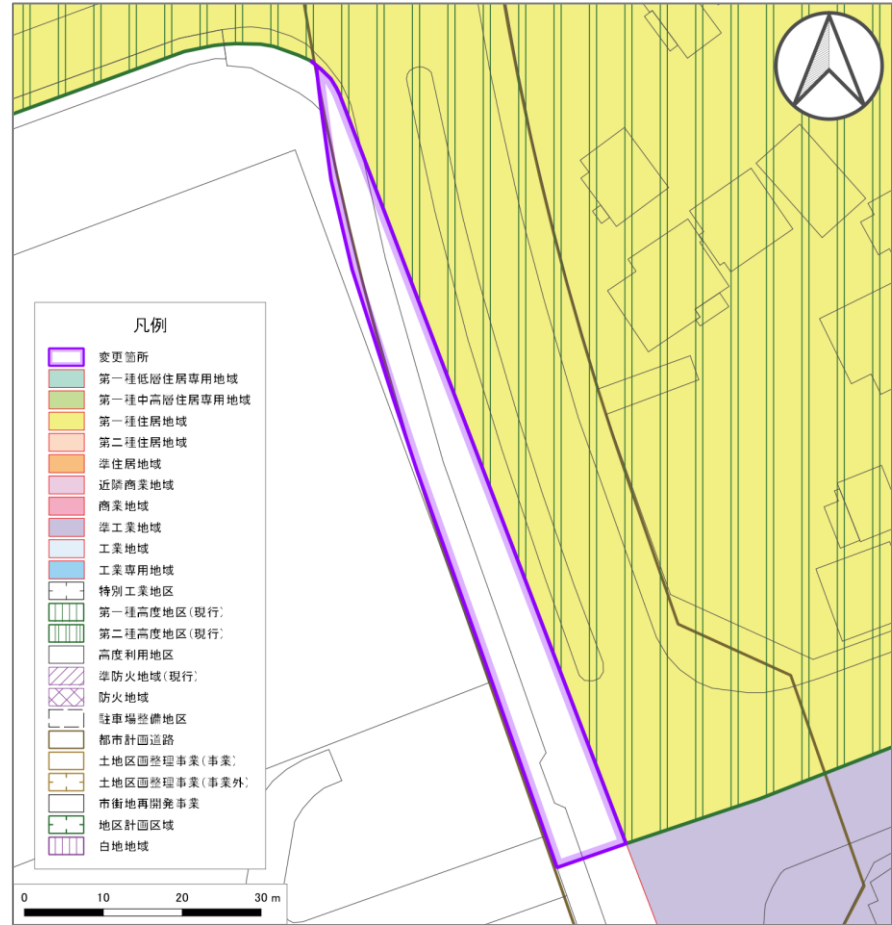 凡例
変更箇所
第一種低層住居専用地域
第一種中高層住居専用地域
第一種住居地域
第二種住居地域
準住居地域
近隣商業地域
商業地域
準工業地域
工業地域
工業専用地域
特別工業地区
第一種高度地区(現行)
第二種高度地区(現行)
高度利用地区
準防火地域(現行)
防火地域
駐車場整備地区
都市計画道路
土地区画整理事業(事業)
土地区画整理事業(事業外)
市街地再開発事業
地区計画区域
白地地域
0 10 20 30 m